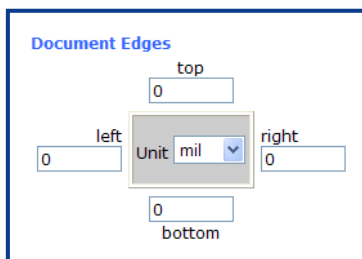 Document Edges
top
0
left right
0 Unit mil 0
0
bottom